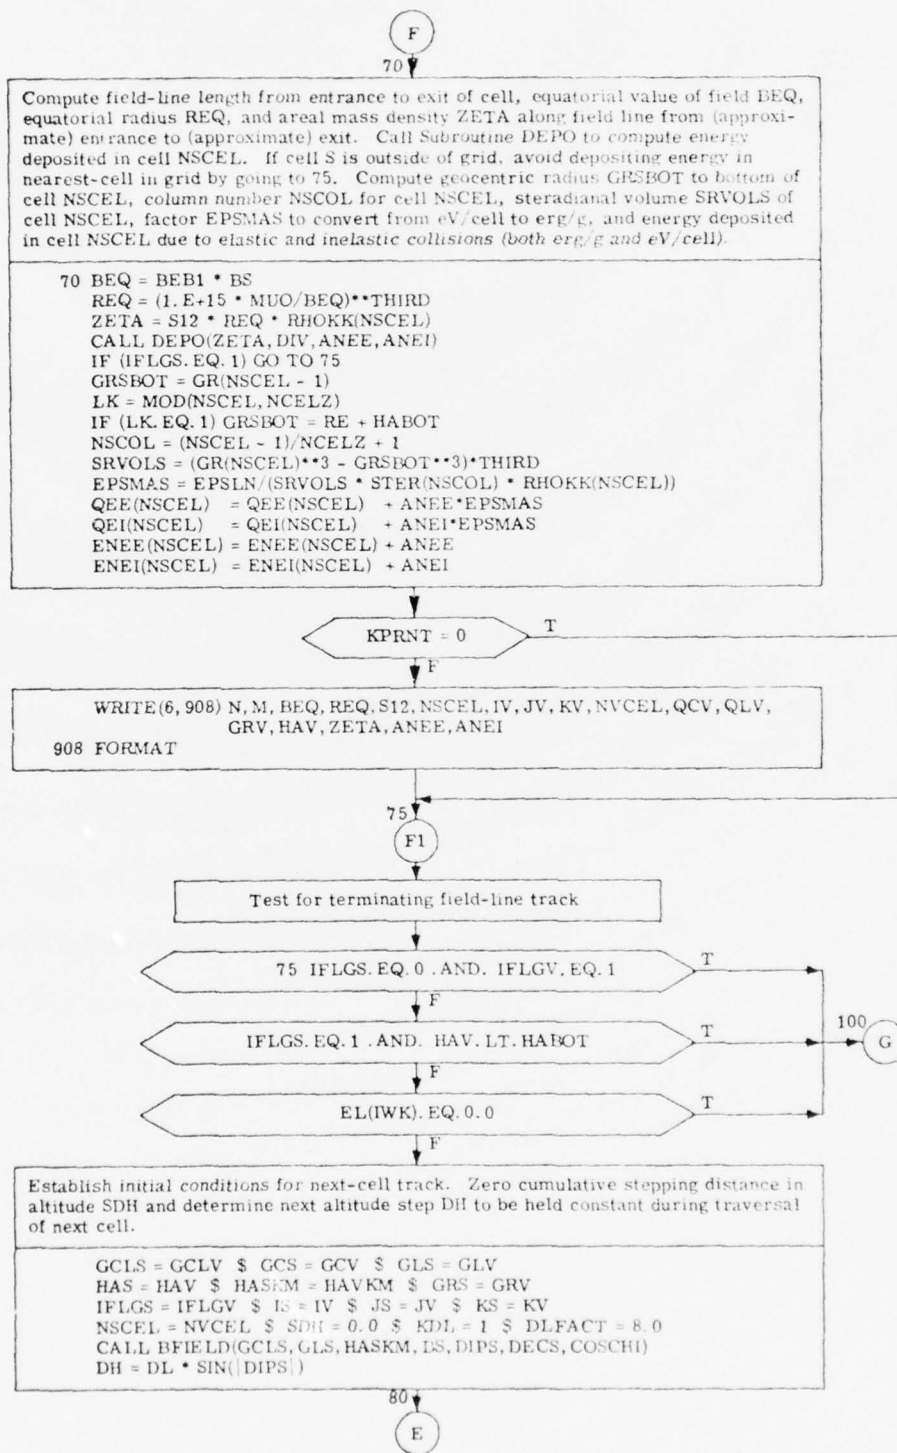 F
70
Compute field-line length from entrance to exit of cell, equatorial value of field BEQ,
equatorial radius REQ, and areal mass density ZETA along field line from (approxi-
mate) entrance to (approximate) exit. Call Subroutine DEPO to compute energy
deposited in cell NSCEL. If cell S is outside of grid, avoid depositing energy in
nearest-cell in grid by going to 75. Compute geocentric radius GRSBOT to bottom of
cell NSCEL, column number NSCOL for cell NSCEL, steradianal volume SRVOLS of
cell NSCEL, factor EPSMAS to convert from eV/cell to erg/g, and energy deposited
in cell NSCEL due to elastic and inelastic collisions (both erg/g and eV/cell).
70 BEQ = BEB1 * BS
REQ = (1.E+15 * MUO/BEQ)**THIRD
ZETA = S12 * REQ * RHOKK(NSCEL)
CALL DEPO(ZETA, DIV, ANEE, ANEI)
IF (IFLGS.EQ.1) GO TO 75
GRSBOT = GR(NSCEL - 1)
LK = MOD(NSCEL, NCELZ)
IF (LK.EQ.1) GRSBOT = RE + HABOT
NSCOL = (NSCEL - 1)/NCELZ + 1
SRVOLS = (GR(NSCEL)**3 - GRSBOT**3)*THIRD
EPSMAS = EPSLN/(SRVOLS * STER(NSCOL) * RHOKK(NSCEL))
QEE(NSCEL) = QEE(NSCEL) + ANEE*EPSMAS
QEI(NSCEL) = QEI(NSCEL) + ANEI*EPSMAS
ENEE(NSCEL) = ENEE(NSCEL) + ANEE
ENEI(NSCEL) = ENEI(NSCEL) + ANEI
KPRNT = 0
T
F
WRITE(6, 908) N, M, BEQ, REQ, S12, NSCEL, IV, JV, KV, NVCEL, QCV, QLV,
GRV, HAV, ZETA, ANEE, ANEI
908 FORMAT
75
F1
Test for terminating field-line track
75 IFLGS.EQ.0 .AND. IFLGV.EQ.1
T
F
IFLGS.EQ.1 .AND. HAV.LT.HABOT
T
100
G
F
EL(IWK).EQ.0.0
T
F
Establish initial conditions for next-cell track. Zero cumulative stepping distance in
altitude SDH and determine next altitude step DH to be held constant during traversal
of next cell.
GCLS = GCLV $ GCS = GCV $ GLS = GLV
HAS = HAV $ HASKM = HAVKM $ GRS = GRV
IFLGS = IFLGV $ IS = IV $ JS = JV $ KS = KV
NSCEL = NVCEL $ SDH = 0.0 $ KDL = 1 $ DLFACT = 8.0
CALL BFIELD(GCLS, GLS, HASKM, BS, DIPS, DECS, COSCHI)
DH = DL * SIN(|DIPS|)
80
E